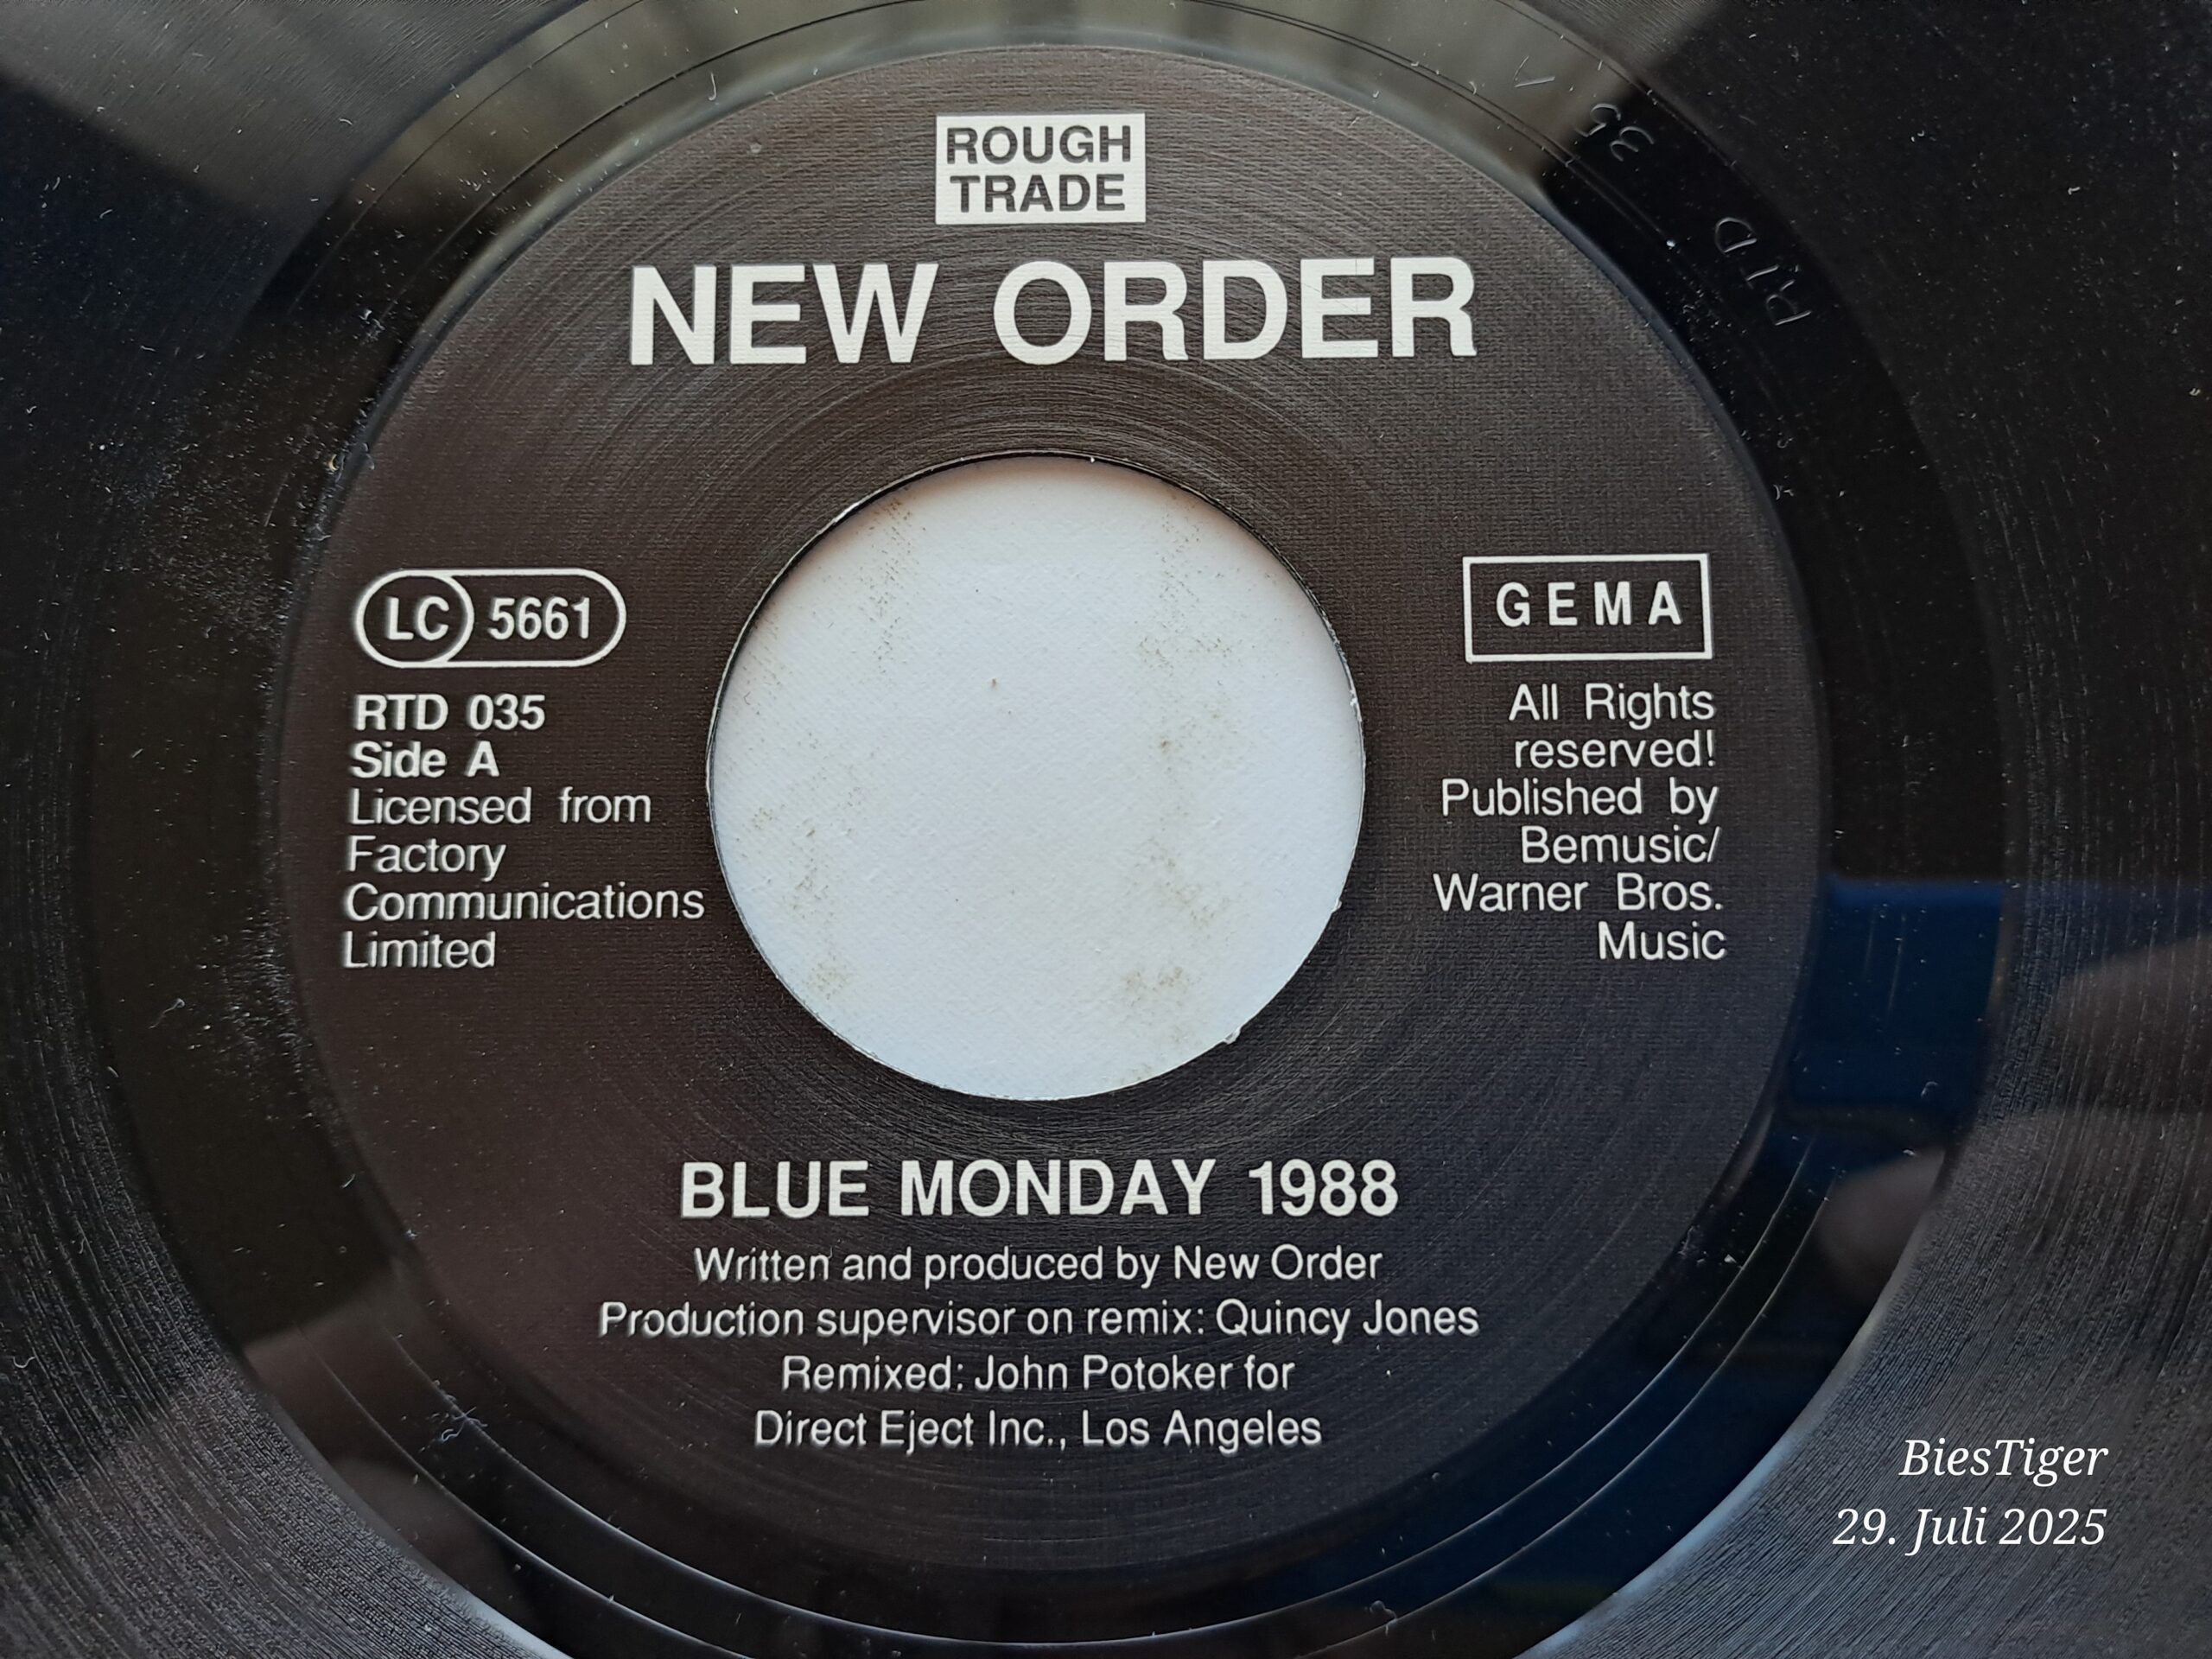 ROUGH
TRADE
NEW ORDER
LC 5661
RTD 035
Side A
Licensed from
Factory
Communications
Limited
GEMA
All Rights
reserved!
Published by
Bemusic/
Warner Bros.
Music
BLUE MONDAY 1988
Written and produced by New Order
Production supervisor on remix: Quincy Jones
Remixed: John Potoker for
Direct Eject Inc., Los Angeles
BiesTiger
29. Juli 2025